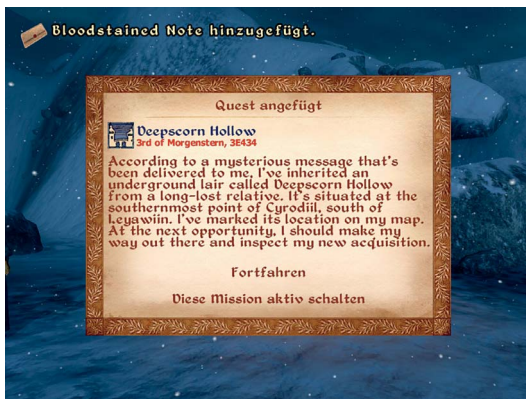 Bloodstained Note hinzugefügt.
Quest angefügt
Deepscorn Hollow
3rd of Morgenstern, 3E434
According to a mysterious message that's
been delivered to me, I've inherited an
underground lair called Deepscorn Hollow
from a long-lost relative. It's situated at the
southernmost point of Cyrodiil, south of
Leyawiin. I've marked its location on my map.
At the next opportunity, I should make my
way out there and inspect my new acquisition.
Fortfahren
Diese Mission aktiv schalten